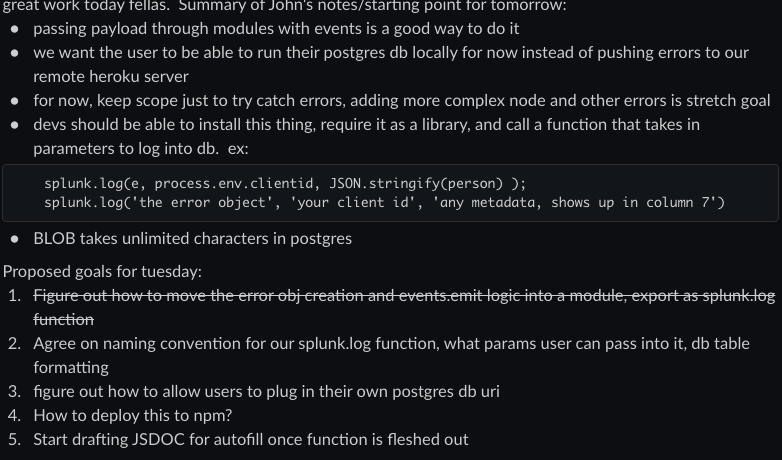 great work today fellas. Summary of John's notes/starting point for tomorrow:
• passing payload through modules with events is a good way to do it
• we want the user to be able to run their postgres db locally for now instead of pushing errors to our
remote heroku server
• for now, keep scope just to try catch errors, adding more complex node and other errors is stretch goal
• devs should be able to install this thing, require it as a library, and call a function that takes in
parameters to log into db. ex:
splunk.log(e, process.env.clientid, JSON.stringify(person) );
splunk.log('the error object', 'your client id', 'any metadata, shows up in column 7')
• BLOB takes unlimited characters in postgres
Proposed goals for tuesday:
1. Figure out how to move the error obj creation and events.emit logic into a module, export as splunk.log
function
2. Agree on naming convention for our splunk.log function, what params user can pass into it, db table
formatting
3. figure out how to allow users to plug in their own postgres db uri
4. How to deploy this to npm?
5. Start drafting JSDOC for autofill once function is fleshed out